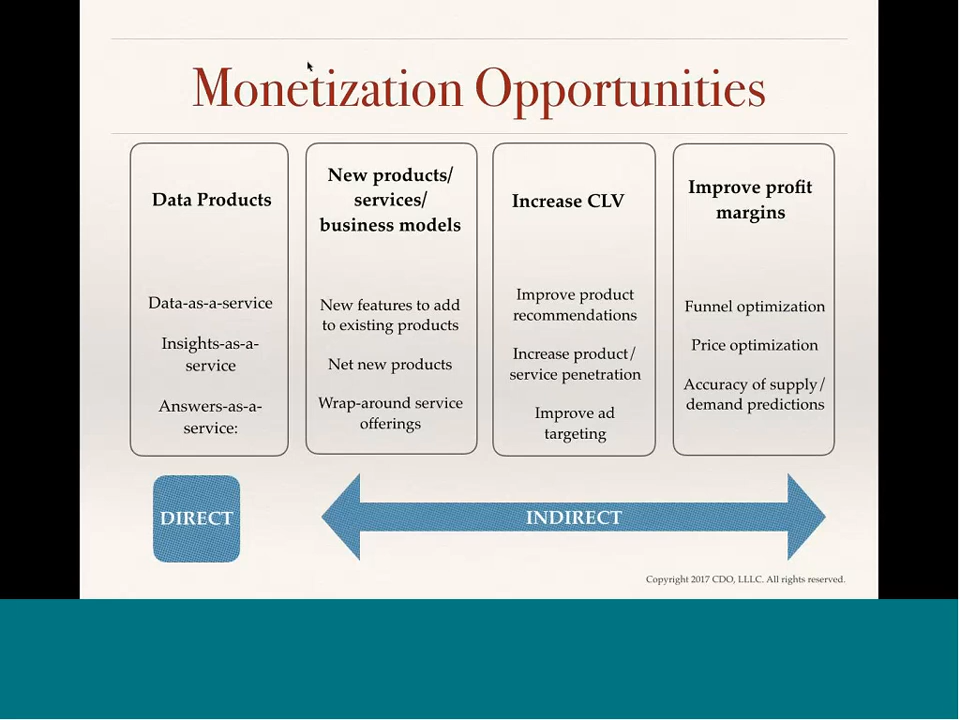 Monetization Opportunities
Data Products
Data-as-a-service
Insights-as-a-
service
Answers-as-a-
service:
New products/
services/
business models
New features to add
to existing products
Net new products
Wrap-around service
offerings
Increase CLV
Improve product
recommendations
Increase product/
service penetration
Improve ad
targeting
Improve profit
margins
Funnel optimization
Price optimization
Accuracy of supply/
demand predictions
DIRECT
INDIRECT
Copyright 2017 CDO, LLLC. All rights reserved.